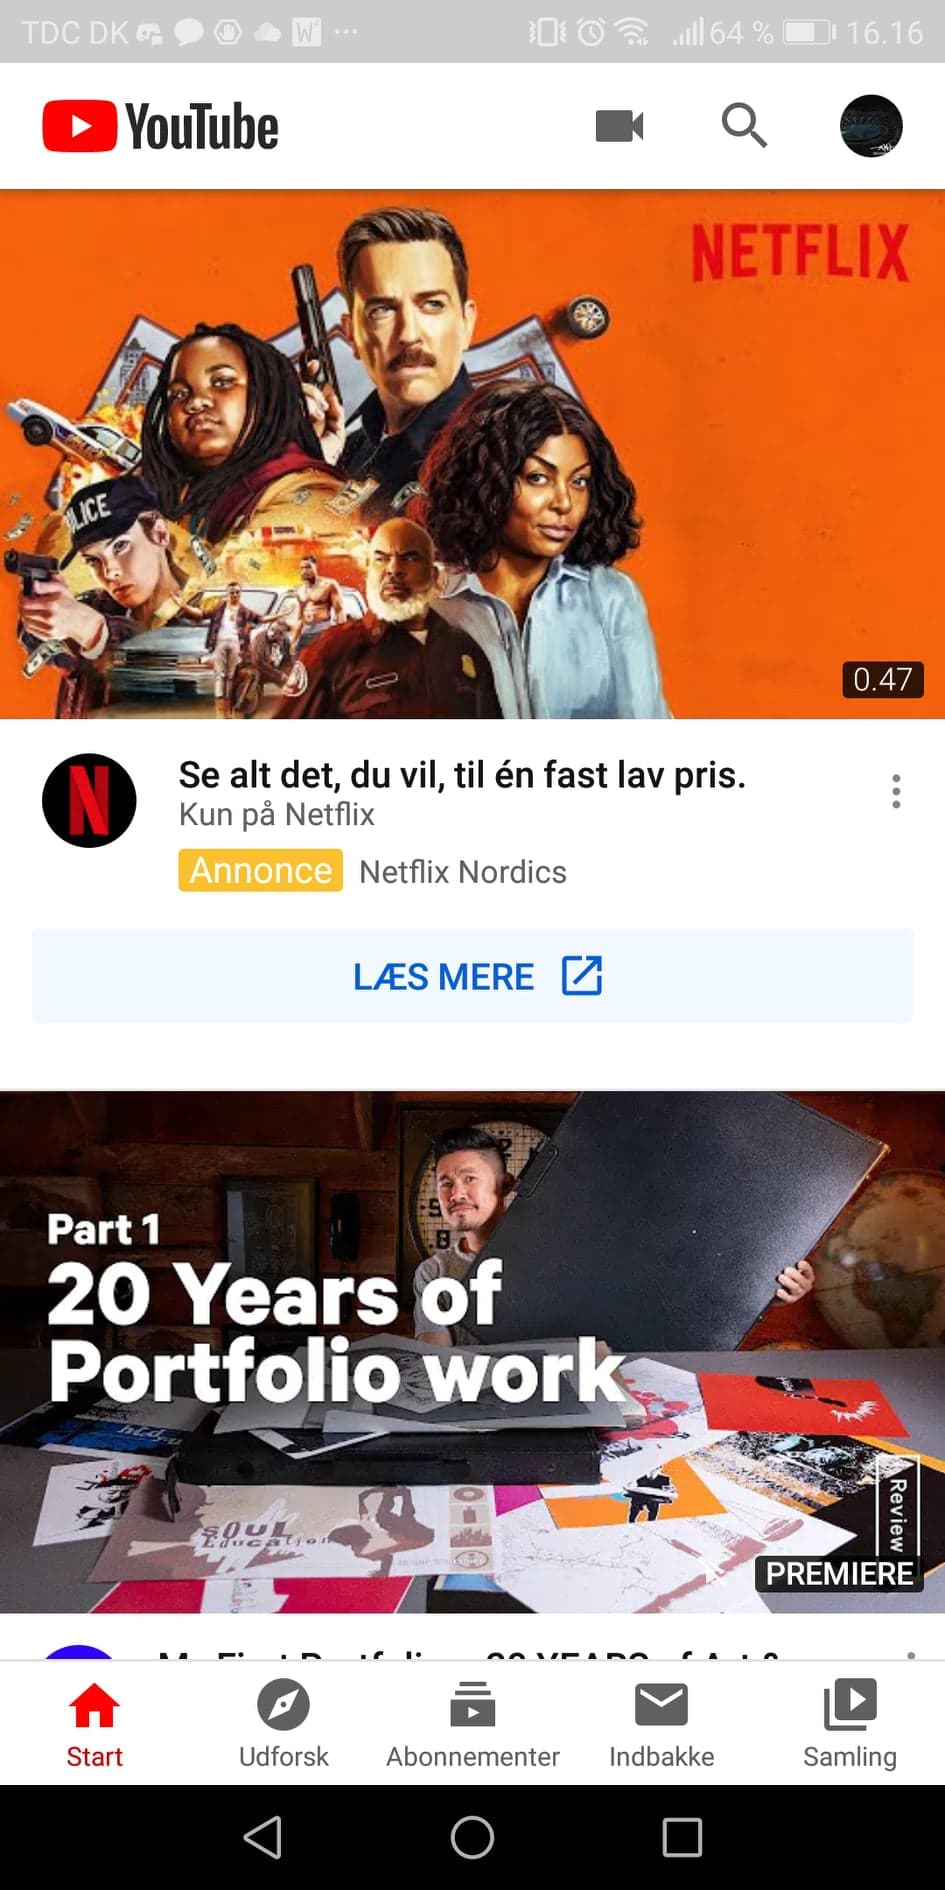 TDC DK
64 %
16.16
YouTube
NETFLIX
POLICE
0.47
N
Se alt det, du vil, til én fast lav pris.
Kun på Netflix
Annonce Netflix Nordics
LÆS MERE
Part 1
20 Years of
Portfolio work
SOUL
Education
Review
PREMIERE
Start
Udforsk
Abonnementer
Indbakke
Samling